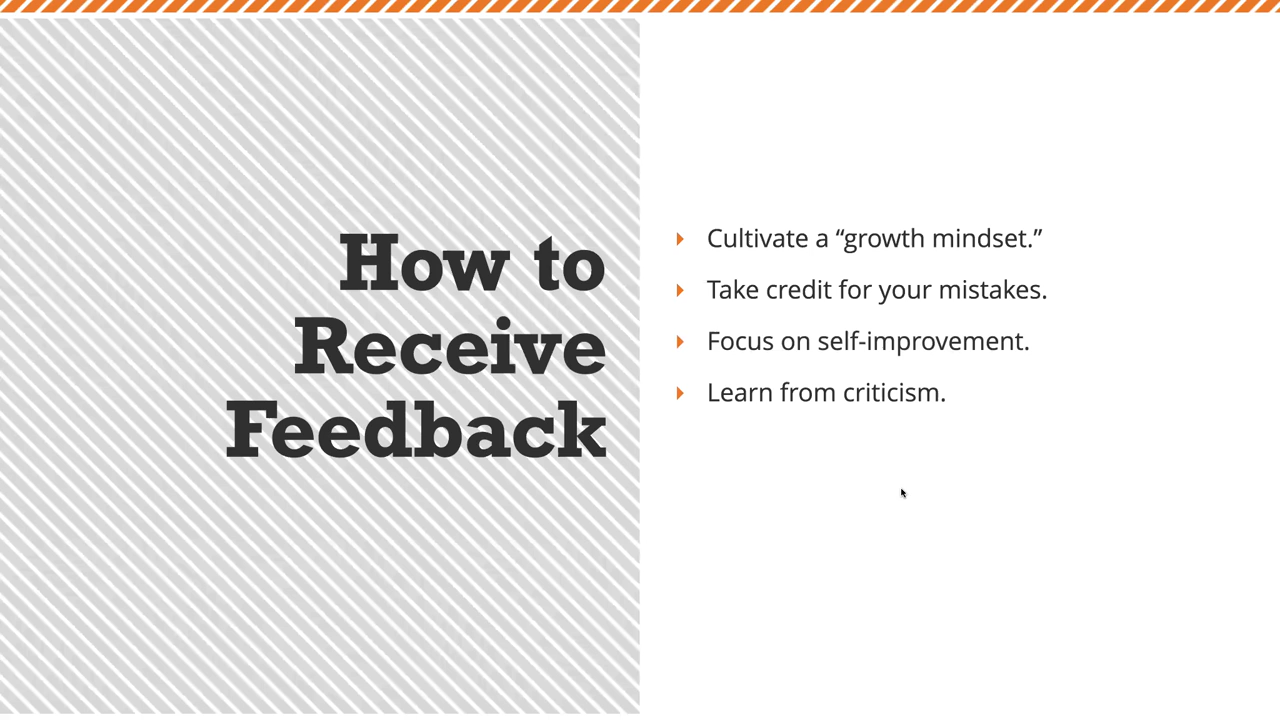 How to
Receive
Feedback
Cultivate a “growth mindset.”
Take credit for your mistakes.
Focus on self-improvement.
Learn from criticism.